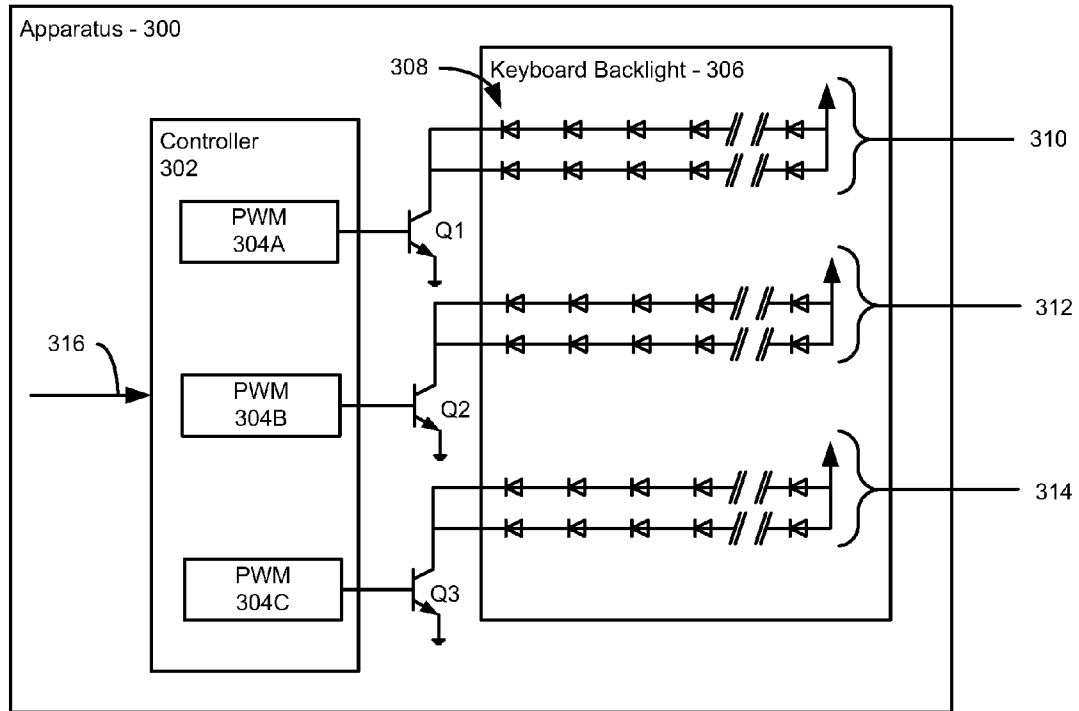 Apparatus - 300
308
Keyboard Backlight - 306
310
Controller
302
PWM
304A
Q1
312
316
PWM
304B
Q2
314
PWM
304C
Q3